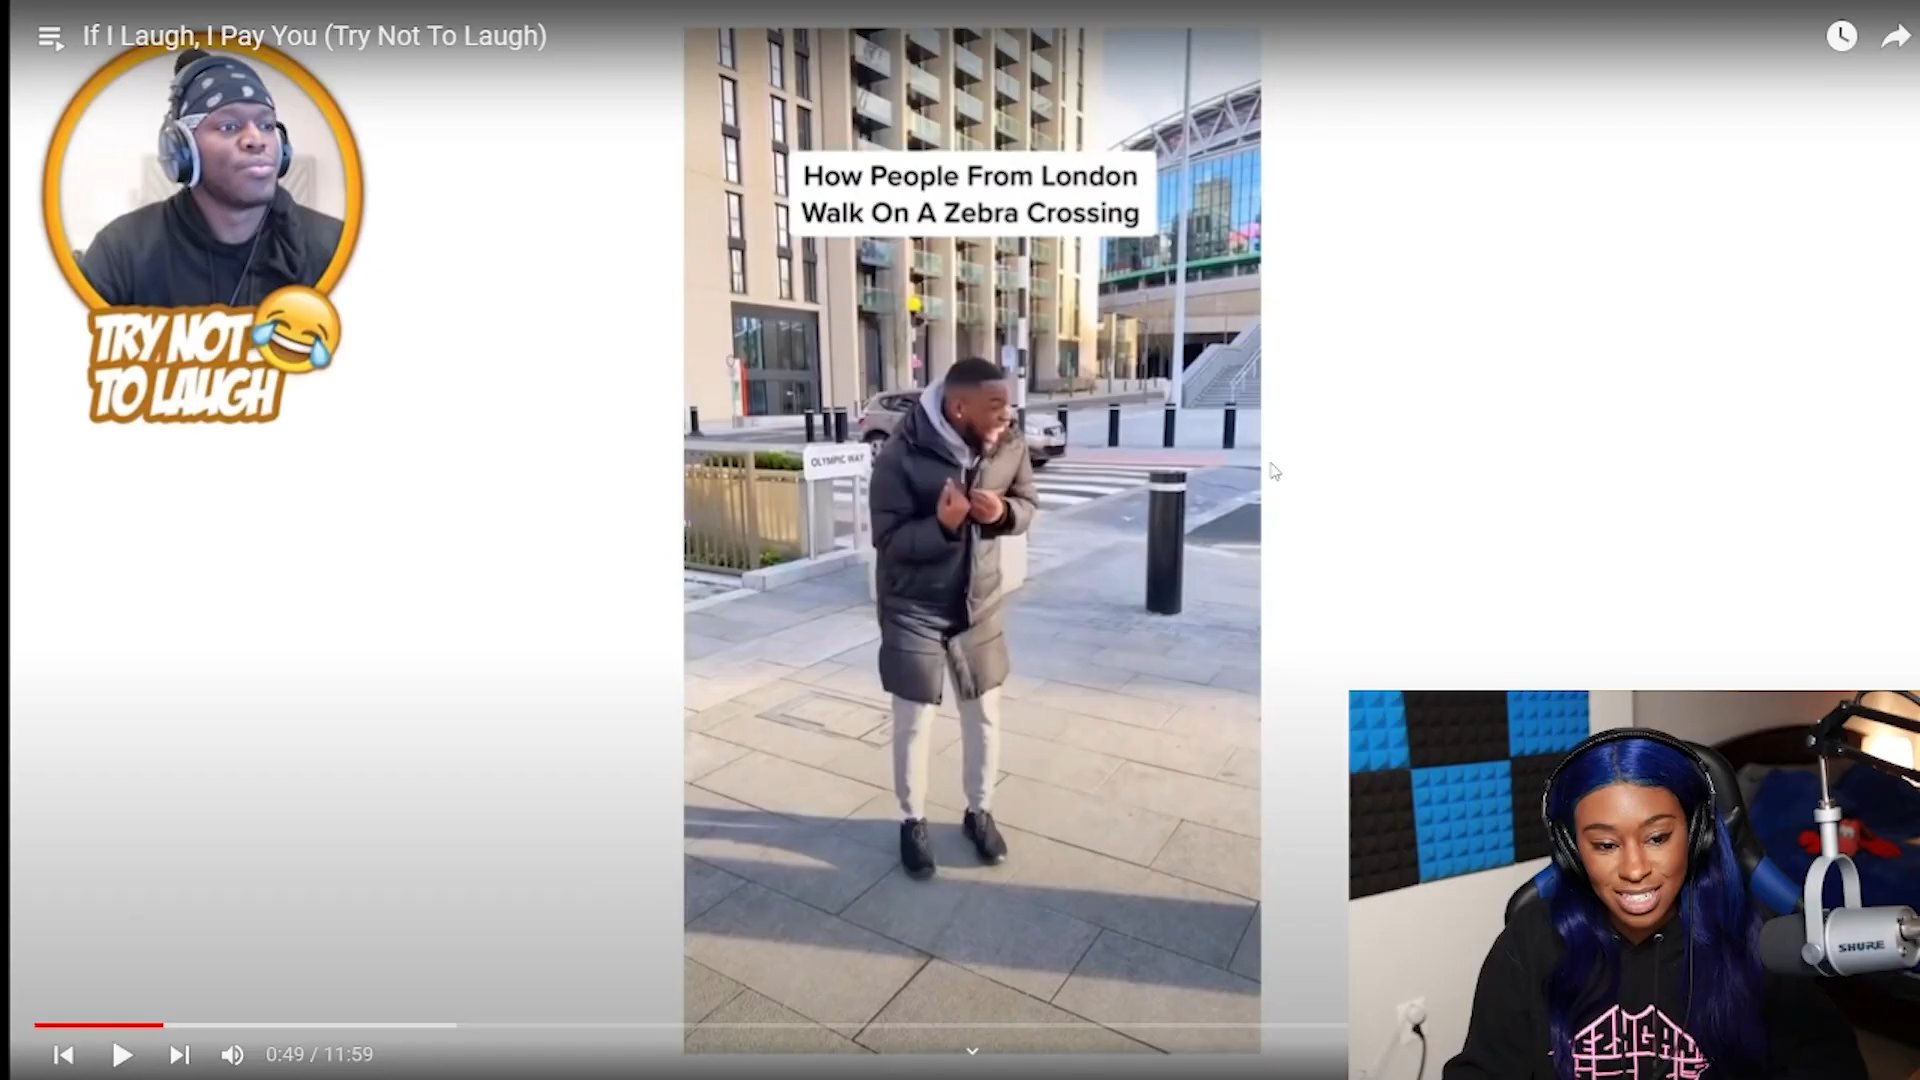 If I Laugh, I Pay You (Try Not To Laugh)
How People From London
Walk On A Zebra Crossing
TRY NOT
TO LAUGH
OLYMPIC WAY
SHURE
0:49 / 11:59